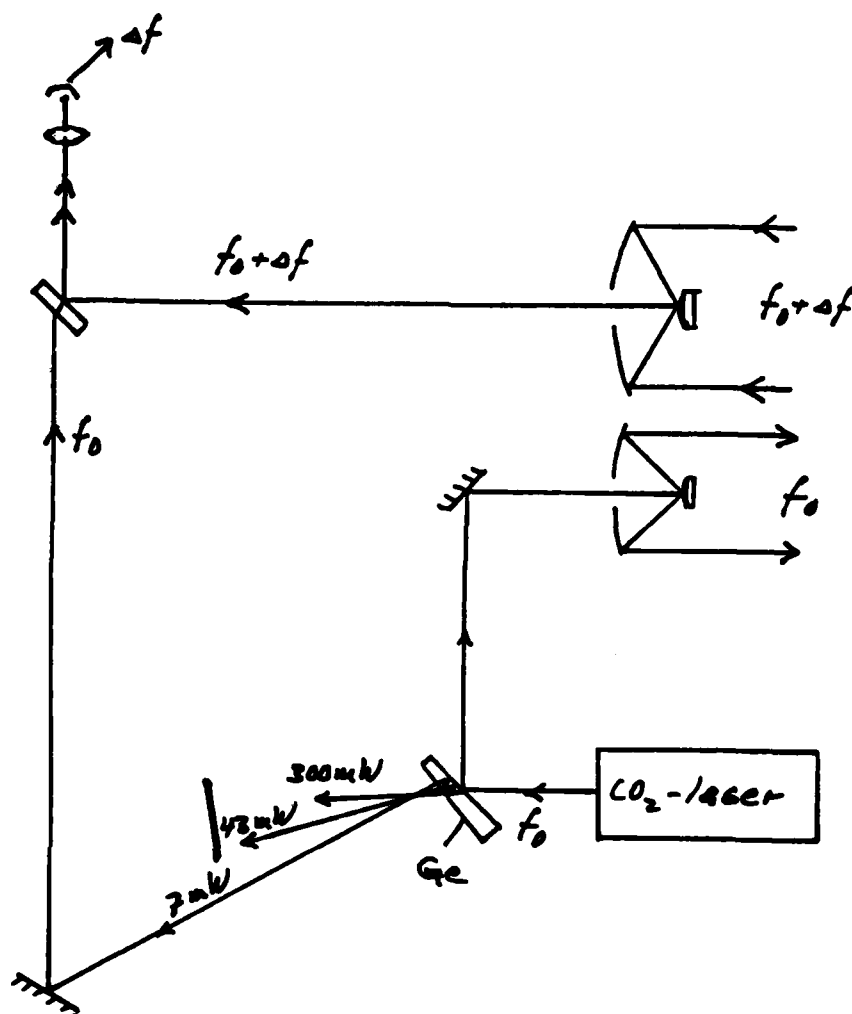 Δf
f₀+Δf
f₀+Δf
f₀
f₀
300mW
43mW
7mW
f₀
Ge
CO₂-laser